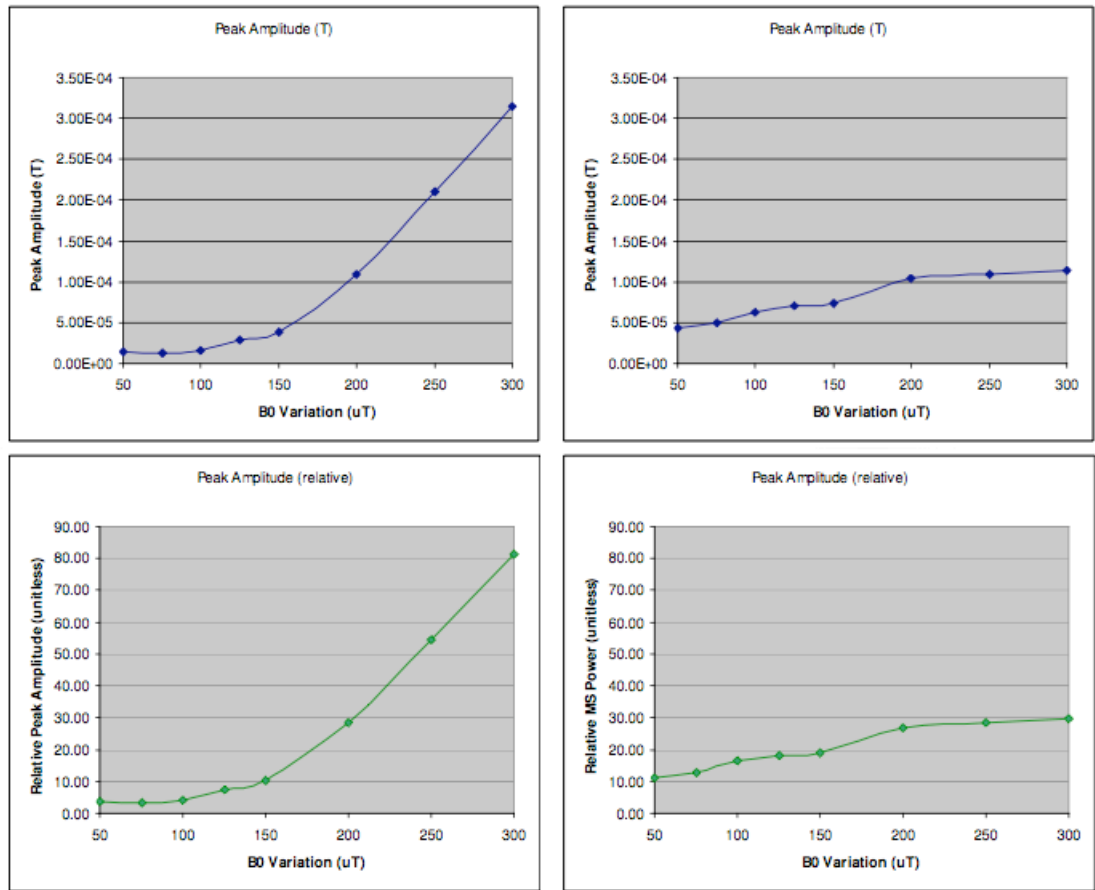 Peak Amplitude (T)
Peak Amplitude (T)
3.50E-04
3.00E-04
2.50E-04
2.00E-04
1.50E-04
1.00E-04
5.00E-05
0.00E+00
50 100 150 200 250 300
B0 Variation (uT)
Peak Amplitude (T)
Peak Amplitude (T)
3.50E-04
3.00E-04
2.50E-04
2.00E-04
1.50E-04
1.00E-04
5.00E-05
0.00E+00
50 100 150 200 250 300
B0 Variation (uT)
Peak Amplitude (relative)
Relative Peak Amplitude (unitless)
90.00
80.00
70.00
60.00
50.00
40.00
30.00
20.00
10.00
0.00
50 100 150 200 250 300
B0 Variation (uT)
Peak Amplitude (relative)
Relative MS Power (unitless)
90.00
80.00
70.00
60.00
50.00
40.00
30.00
20.00
10.00
0.00
50 100 150 200 250 300
B0 Variation (uT)